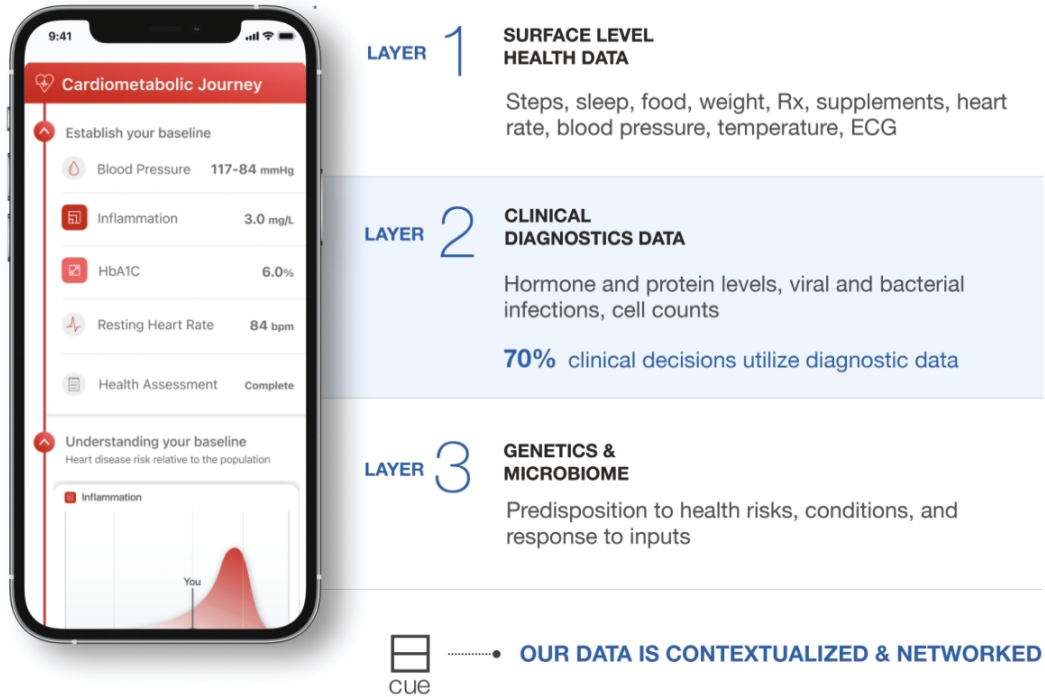 9:41
Cardiometabolic Journey
Establish your baseline
Blood Pressure 117-84 mmHg
Inflammation 3.0 mg/L
HbA1C 6.0%
Resting Heart Rate 84 bpm
Health Assessment Complete
Understanding your baseline
Heart disease risk relative to the population
Inflammation
You
LAYER 1
SURFACE LEVEL
HEALTH DATA
Steps, sleep, food, weight, Rx, supplements, heart
rate, blood pressure, temperature, ECG
LAYER 2
CLINICAL
DIAGNOSTICS DATA
Hormone and protein levels, viral and bacterial
infections, cell counts
70% clinical decisions utilize diagnostic data
LAYER 3
GENETICS &
MICROBIOME
Predisposition to health risks, conditions, and
response to inputs
cue
OUR DATA IS CONTEXTUALIZED & NETWORKED